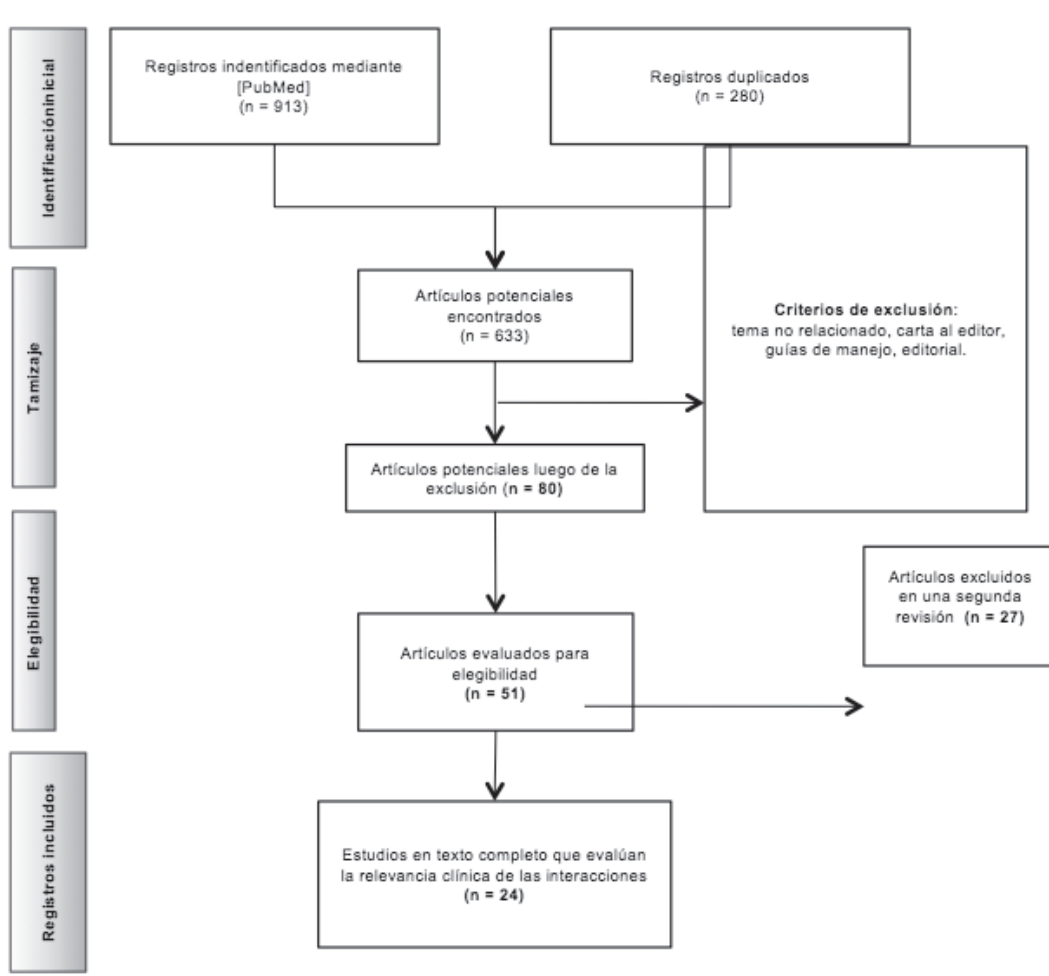 Identificacióninicial
Registros indentificados mediante
[PubMed]
(n = 913)
Registros duplicados
(n = 280)
Tamizaje
Artículos potenciales
encontrados
(n = 633)
Criterios de exclusión:
tema no relacionado, carta al editor,
guías de manejo, editorial.
Artículos potenciales luego de la
exclusión (n = 80)
Elegibilidad
Artículos excluidos
en una segunda
revisión (n = 27)
Artículos evaluados para
elegibilidad
(n = 51)
Registros incluidos
Estudios en texto completo que evalúan
la relevancia clínica de las interacciones
(n = 24)